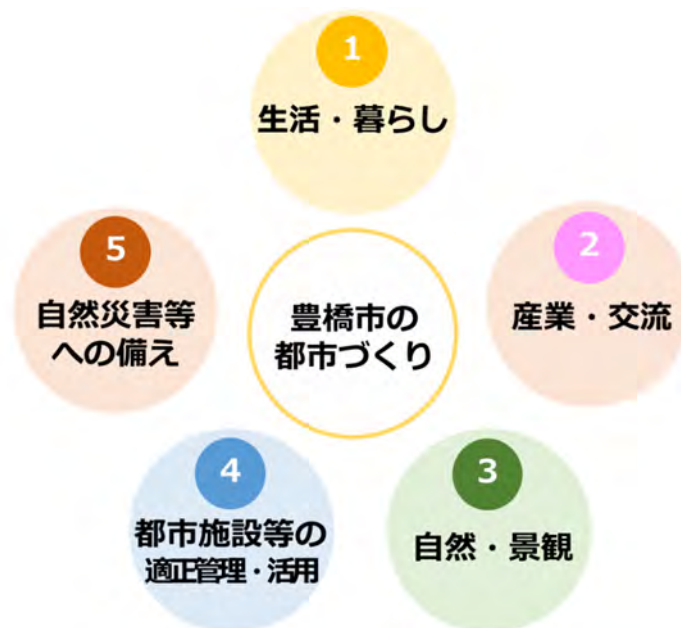 1
生活・暮らし
2
産業・交流
3
自然・景観
4
都市施設等の
適正管理・活用
5
自然災害等
への備え
豊橋市の
都市づくり